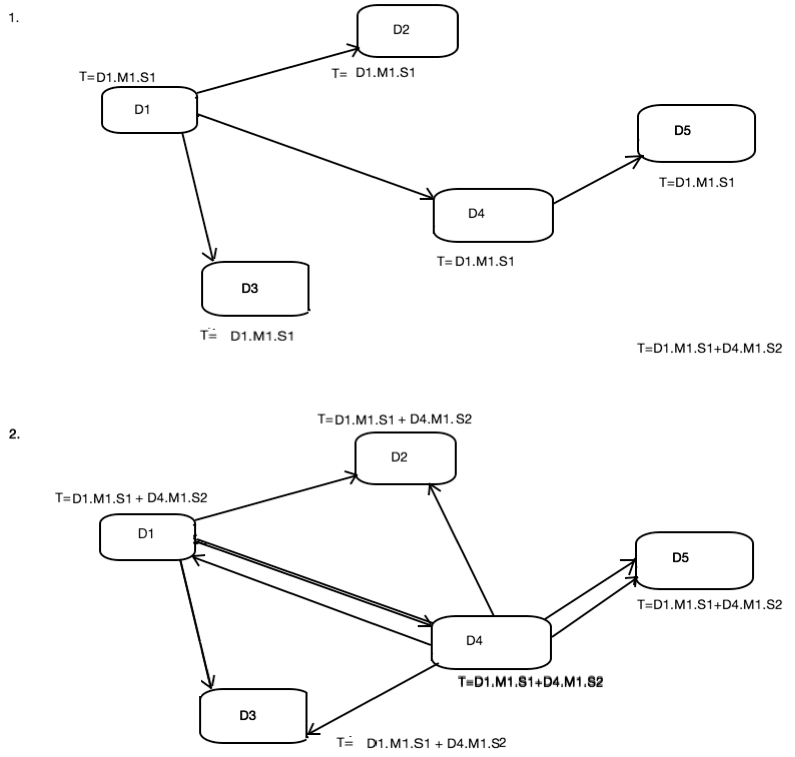 1.
D2
T= D1.M1.S1
T=D1.M1.S1
D1
D5
T=D1.M1.S1
D4
T=D1.M1.S1
D3
T= D1.M1.S1
T=D1.M1.S1+D4.M1.S2
2.
T=D1.M1.S1 + D4.M1.S2
D2
T=D1.M1.S1 + D4.M1.S2
D1
D5
T=D1.M1.S1+D4.M1.S2
D4
T=D1.M1.S1+D4.M1.S2
D3
T= D1.M1.S1 + D4.M1.S2